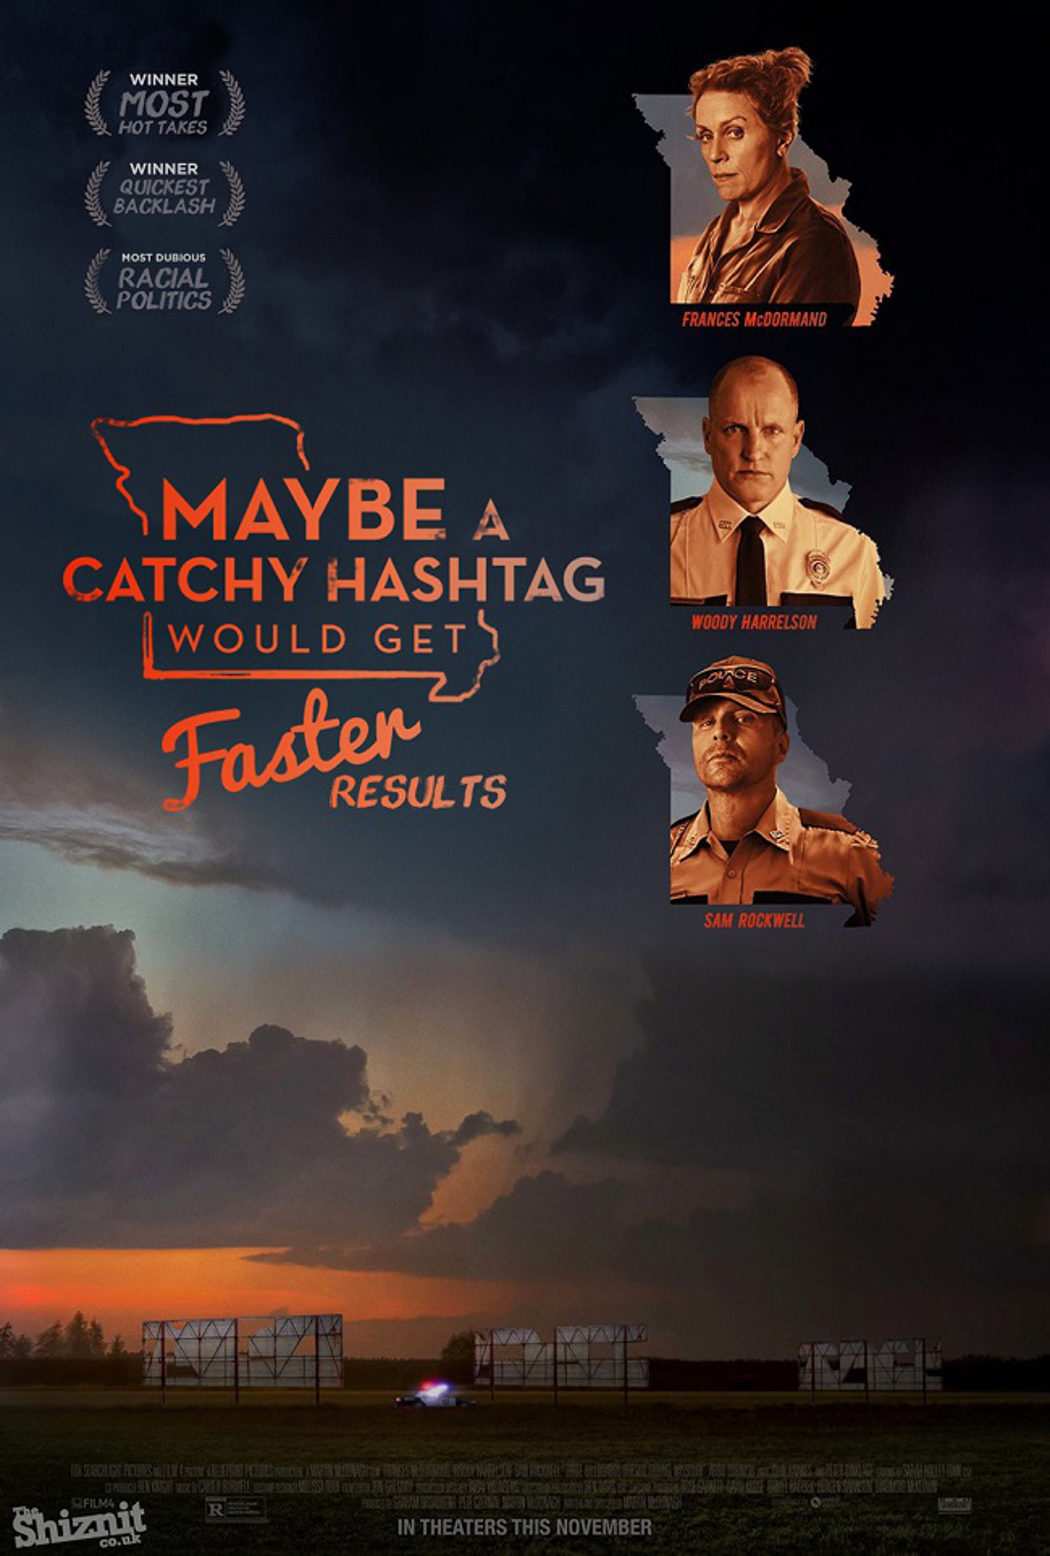 WINNER
MOST
HOT TAKES
WINNER
QUICKEST
BACKLASH
MOST DUBIOUS
RACIAL
POLITICS
FRANCES McDORMAND
WOODY HARRELSON
POLICE
SAM ROCKWELL
MAYBE A
CATCHY HASHTAG
WOULD GET
Faster
RESULTS
FILM4
R
IN THEATERS THIS NOVEMBER
The
Shiznit
co.uk